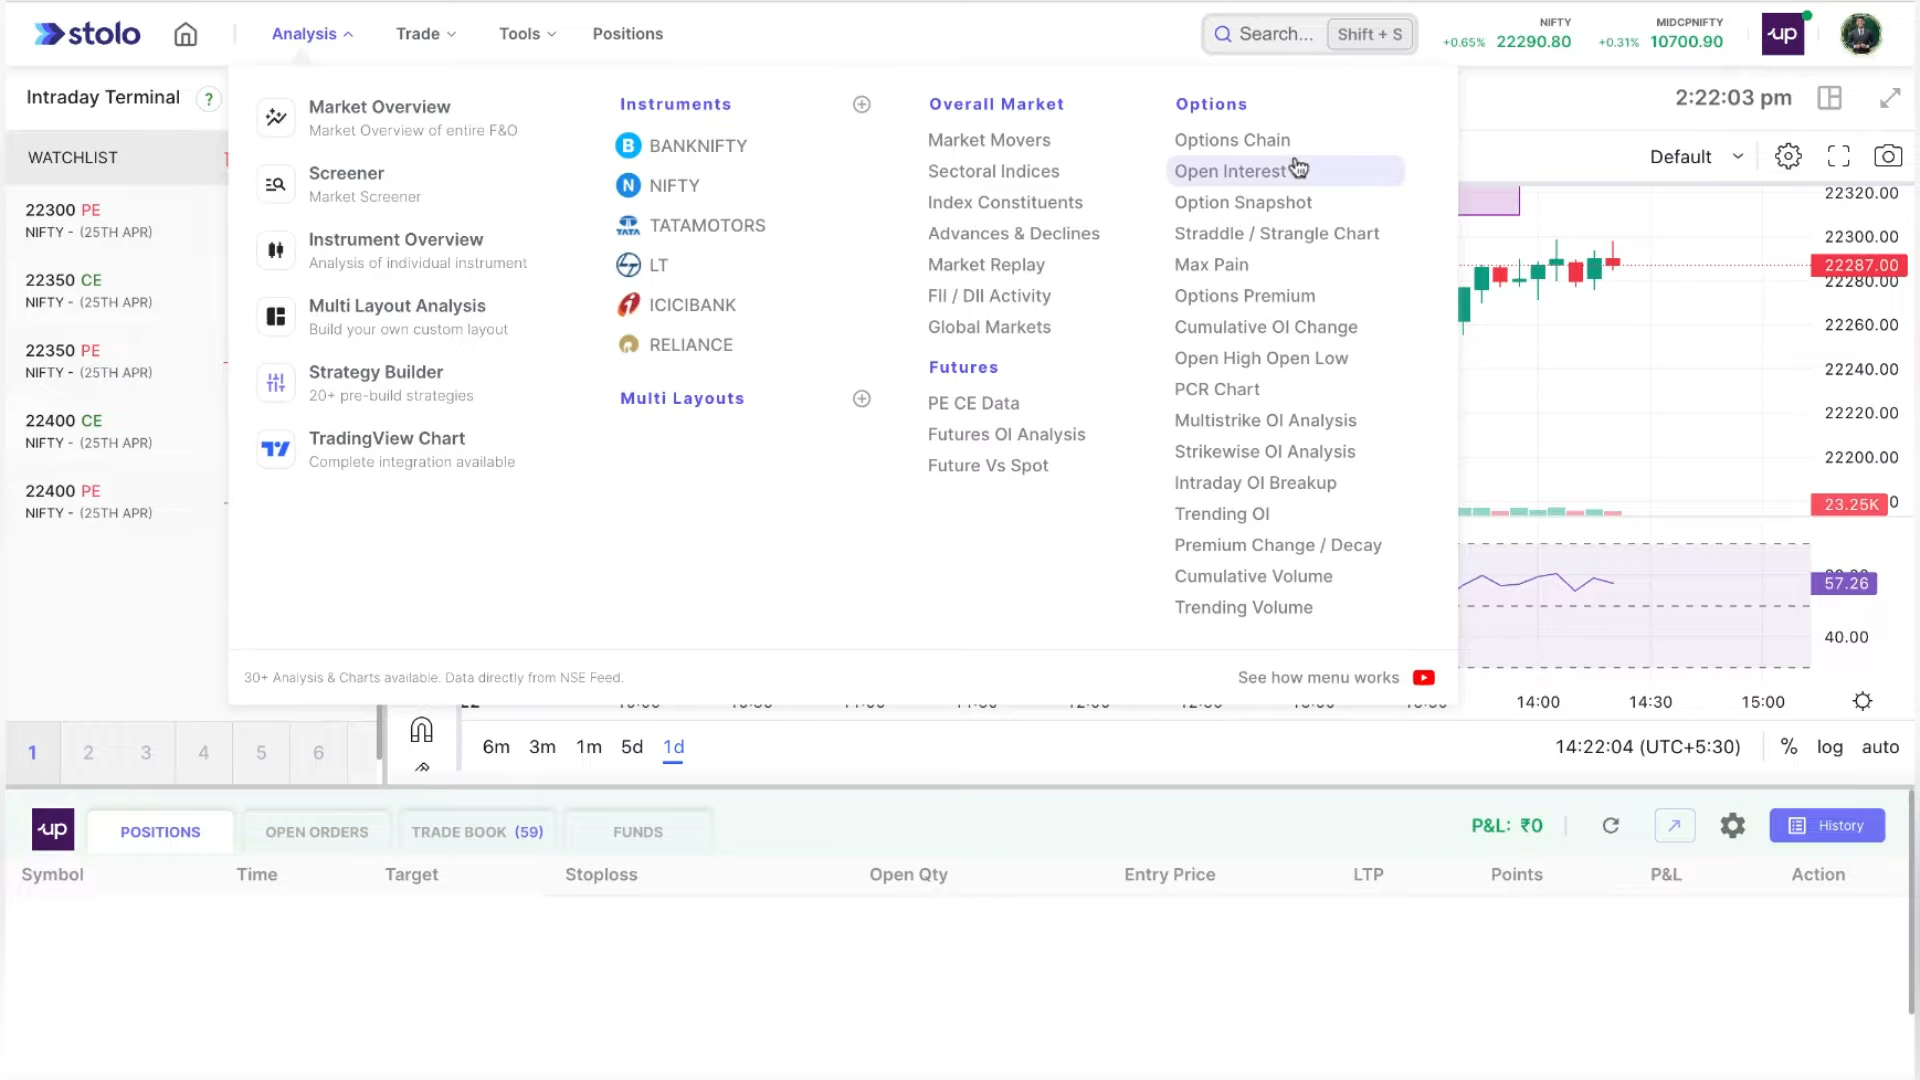 stolo
Analysis
Trade
Tools
Positions
Search...
Shift + S
NIFTY
+0.65% 22290.80
MIDCPNIFTY
+0.31% 10700.90
up
Intraday Terminal ?
WATCHLIST
22300 PE
NIFTY - (25TH APR)
22350 CE
NIFTY - (25TH APR)
22350 PE
NIFTY - (25TH APR)
22400 CE
NIFTY - (25TH APR)
22400 PE
NIFTY - (25TH APR)
1 2 3 4 5 6
Market Overview
Market Overview of entire F&O
Screener
Market Screener
Instrument Overview
Analysis of individual instrument
Multi Layout Analysis
Build your own custom layout
Strategy Builder
20+ pre-build strategies
TradingView Chart
Complete integration available
Instruments
B BANKNIFTY
N NIFTY
TATA TATAMOTORS
LT
ICICIBANK
RELIANCE
Multi Layouts
Overall Market
Market Movers
Sectoral Indices
Index Constituents
Advances & Declines
Market Replay
FII / DII Activity
Global Markets
Futures
PE CE Data
Futures OI Analysis
Future Vs Spot
Options
Options Chain
Open Interest
Option Snapshot
Straddle / Strangle Chart
Max Pain
Options Premium
Cumulative OI Change
Open High Open Low
PCR Chart
Multistrike OI Analysis
Strikewise OI Analysis
Intraday OI Breakup
Trending OI
Premium Change / Decay
Cumulative Volume
Trending Volume
30+ Analysis & Charts available. Data directly from NSE Feed.
See how menu works
2:22:03 pm
Default
22320.00
22300.00
22287.00
22280.00
22260.00
22240.00
22220.00
22200.00
23.25K
57.26
40.00
14:00 14:30 15:00
6m 3m 1m 5d 1d
14:22:04 (UTC+5:30) % log auto
up
POSITIONS
OPEN ORDERS
TRADE BOOK (59)
FUNDS
P&L: ₹0
History
Symbol Time Target Stoploss Open Qty Entry Price LTP Points P&L Action